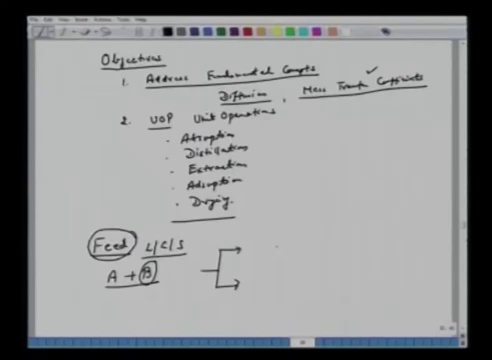 Objectives
1. Address Fundamental Concepts
Diffusion, Mass Transfer Coefficients
2. UOP Unit Operations
· Absorption
· Distillation
· Extraction
· Adsorption
· Drying.
Feed L/G/S
A + B